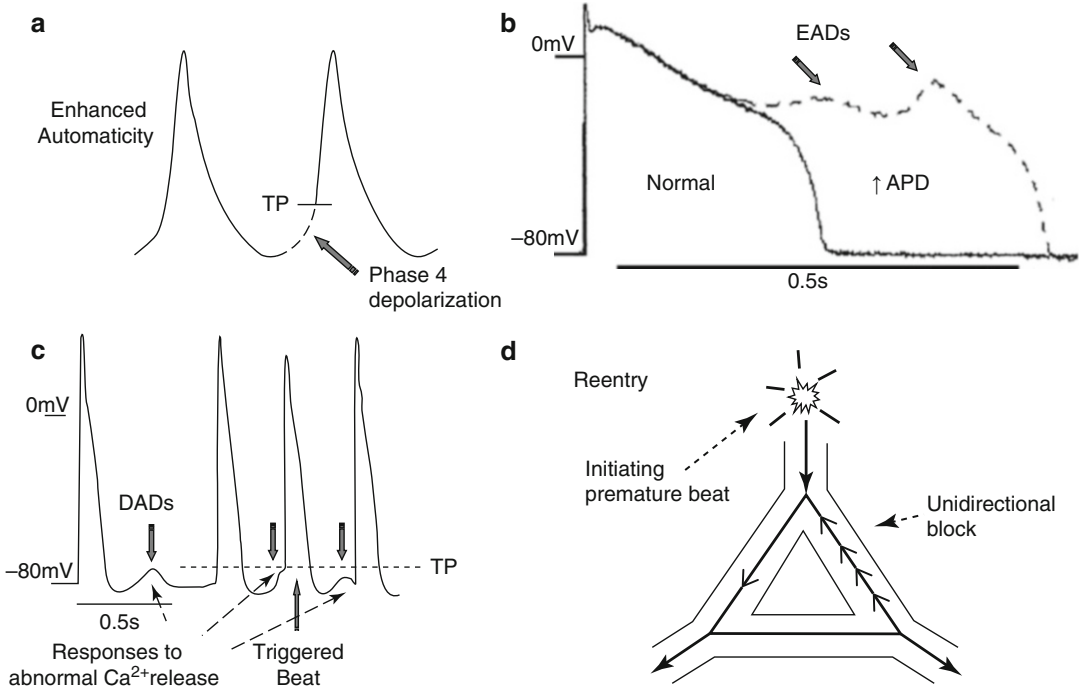 a
Enhanced
Automaticity
TP
Phase 4
depolarization
b
EADs
0mV
Normal
↑ APD
–80mV
0.5s
c
0mV
DADs
–80mV
TP
0.5s
Responses to
abnormal Ca²⁺release
Triggered
Beat
d
Reentry
Initiating
premature beat
Unidirectional
block